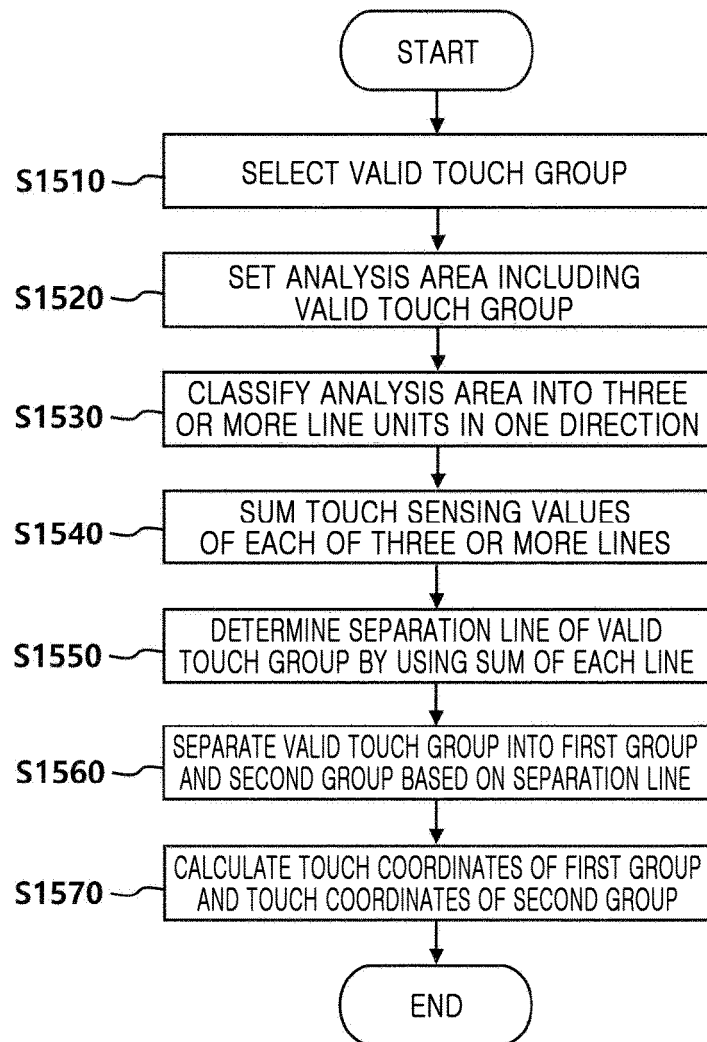 START
S1510
SELECT VALID TOUCH GROUP
S1520
SET ANALYSIS AREA INCLUDING
VALID TOUCH GROUP
S1530
CLASSIFY ANALYSIS AREA INTO THREE
OR MORE LINE UNITS IN ONE DIRECTION
S1540
SUM TOUCH SENSING VALUES
OF EACH OF THREE OR MORE LINES
S1550
DETERMINE SEPARATION LINE OF VALID
TOUCH GROUP BY USING SUM OF EACH LINE
S1560
SEPARATE VALID TOUCH GROUP INTO FIRST GROUP
AND SECOND GROUP BASED ON SEPARATION LINE
S1570
CALCULATE TOUCH COORDINATES OF FIRST GROUP
AND TOUCH COORDINATES OF SECOND GROUP
END